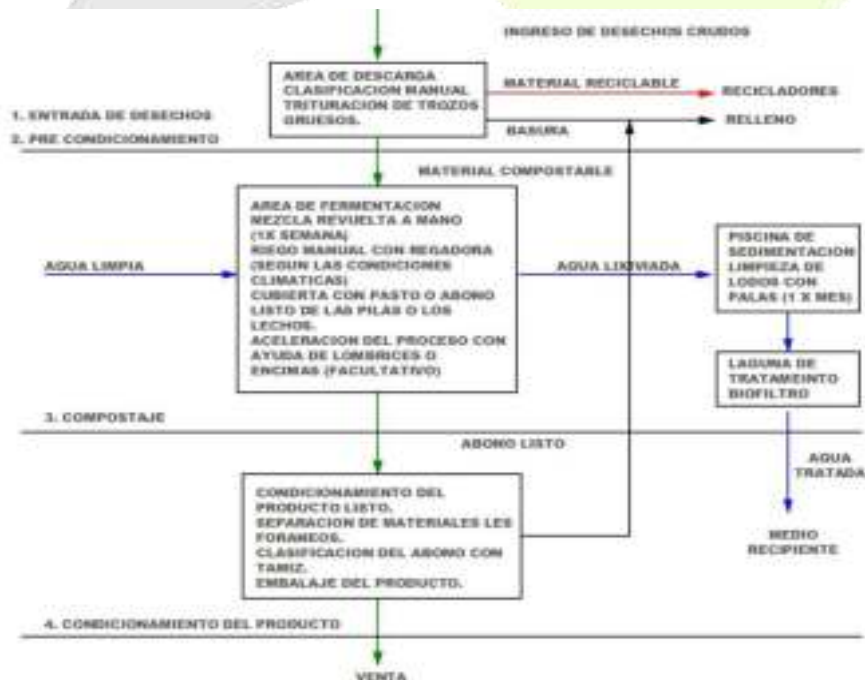 INGRESO DE DESECHOS CRUDOS
AREA DE DESCARGA
CLASIFICACION MANUAL
TRITURACION DE TROZOS
GRUESOS.
MATERIAL RECICLABLE
RECICLADORES
BASURA
RELLENO
1. ENTRADA DE DESECHOS
2. PRE CONDICIONAMIENTO
MATERIAL COMPOSTABLE
AREA DE FERMENTACION
MEZCLA REVUELTA A MANO
(1X SEMANA)
RIEGO MANUAL CON REGADORA
(SEGUN LAS CONDICIONES
CLIMATICAS)
CUBIERTA CON PASTO O ABONO
LISTO DE LAS PILAS O LOS
LECHOS.
ACELERACION DEL PROCESO CON
AYUDA DE LOMBRICES O
ENCIMAS (FACULTATIVO)
AGUA LIMPIA
AGUA LIXIVIADA
PISCINA DE
SEDIMENTACION
LIMPIEZA DE
LODOS CON
PALAS (1 X MES)
LAGUNA DE
TRATAMEINTO
BIOFILTRO
3. COMPOSTAJE
ABONO LISTO
AGUA
TRATADA
MEDIO
RECIPIENTE
CONDICIONAMIENTO DEL
PRODUCTO LISTO.
SEPARACION DE MATERIALES LES
FORANEOS.
CLASIFICACION DEL ABONO CON
TAMIZ.
EMBALAJE DEL PRODUCTO.
4. CONDICIONAMIENTO DEL PRODUCTO
VENTA